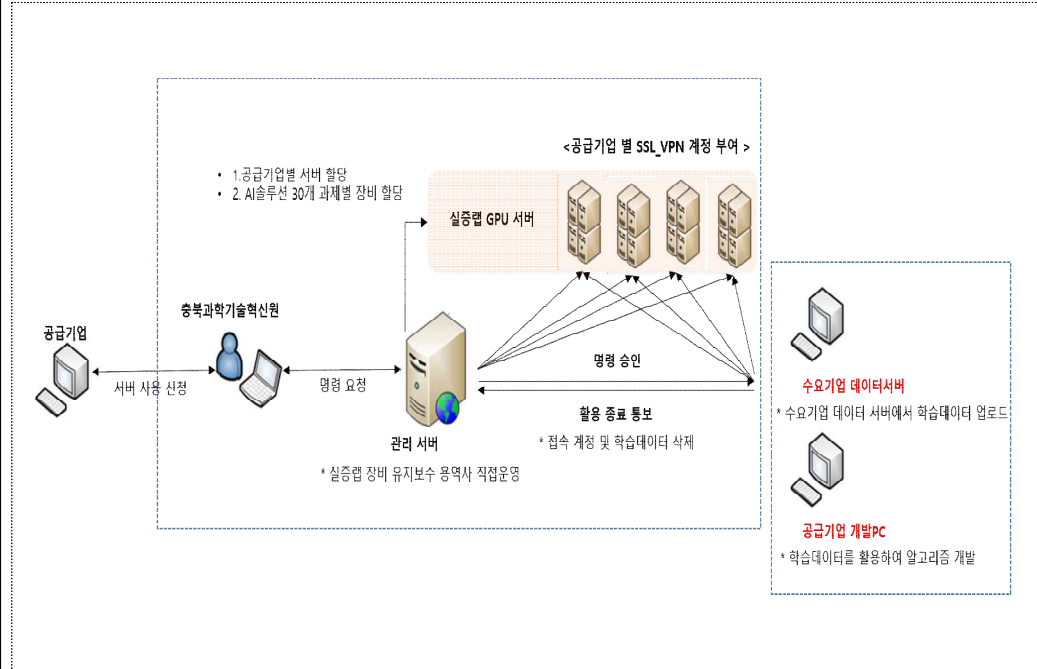 <공급기업 별 SSL_VPN 계정 부여 >
• 1.공급기업별 서버 할당
• 2. AI솔루션 30개 과제별 장비 할당
실증랩 GPU 서버
충북과학기술혁신원
공급기업
서버 사용 신청
명령 요청
명령 승인
활용 종료 통보
* 접속 계정 및 학습데이터 삭제
관리 서버
* 실증랩 장비 유지보수 용역사 직접운영
수요기업 데이터서버
* 수요기업 데이터 서버에서 학습데이터 업로드
공급기업 개발PC
* 학습데이터를 활용하여 알고리즘 개발